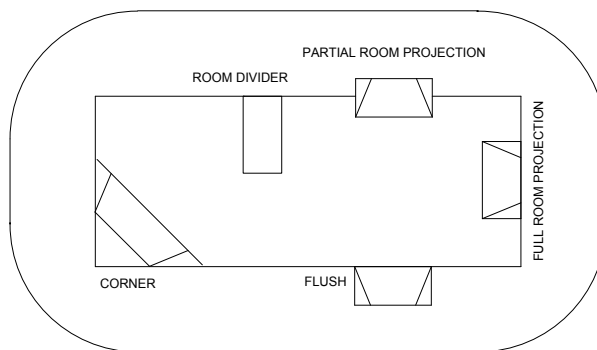 PARTIAL ROOM PROJECTION
ROOM DIVIDER
FULL ROOM PROJECTION
CORNER
FLUSH